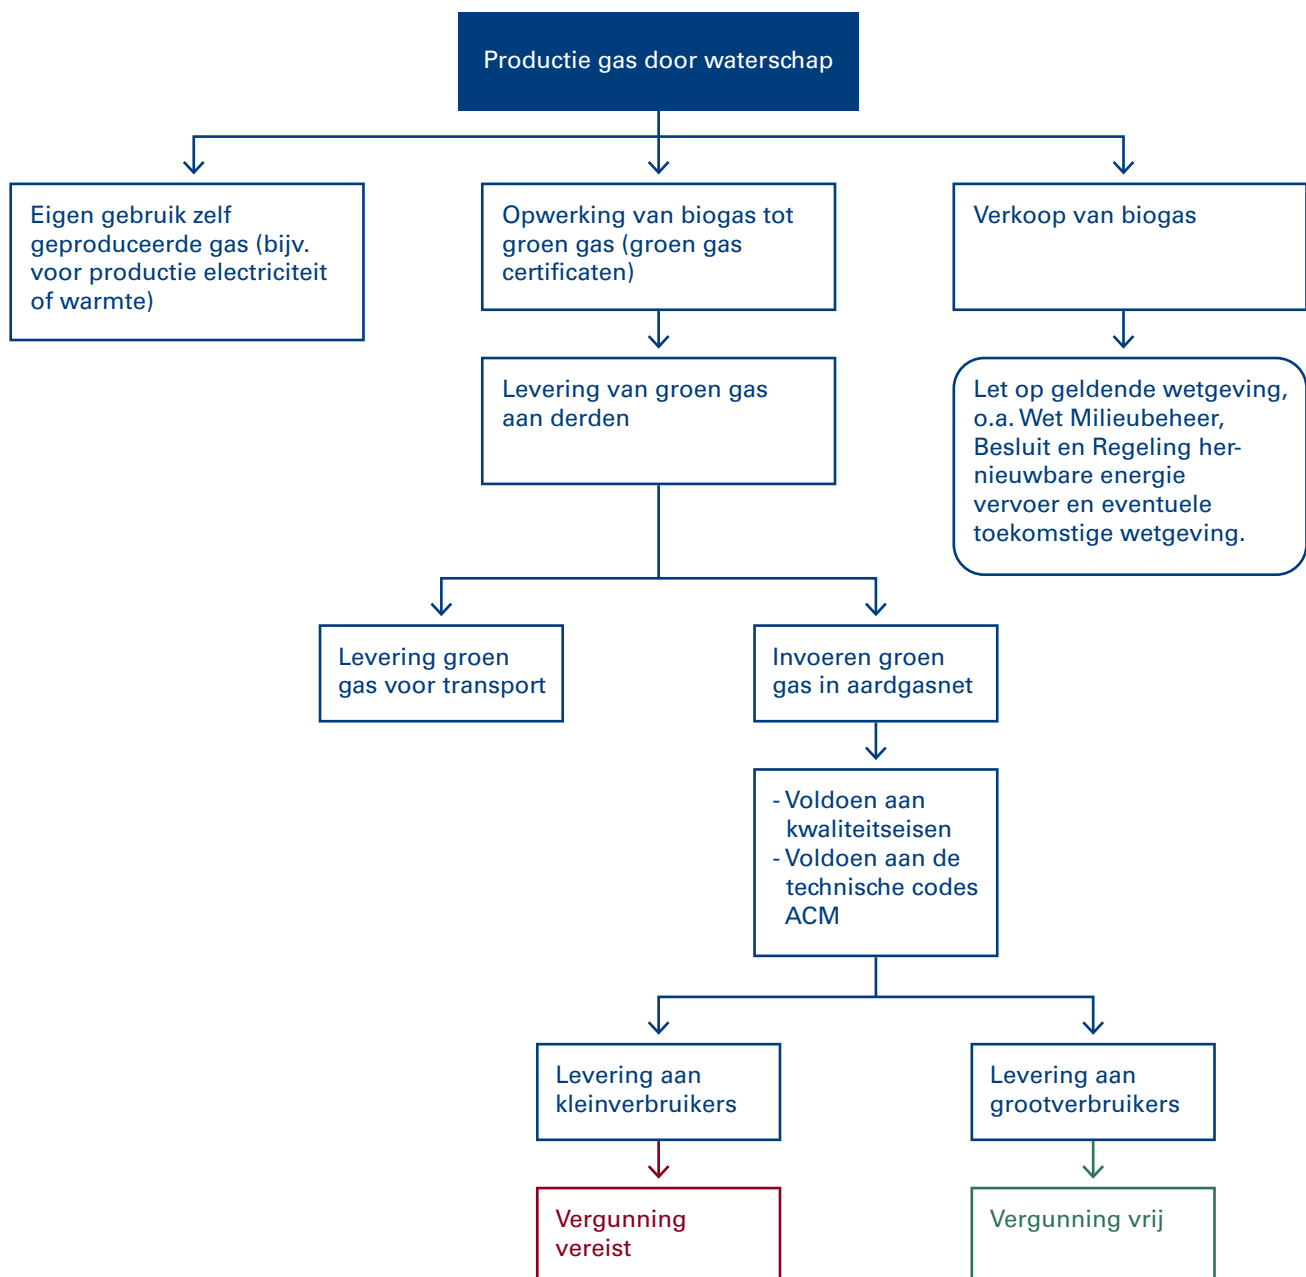 Productie gas door waterschap
Eigen gebruik zelf
geproduceerde gas (bijv.
voor productie electriciteit
of warmte)
Opwerking van biogas tot
groen gas (groen gas
certificaten)
Verkoop van biogas
Levering van groen gas
aan derden
Let op geldende wetgeving,
o.a. Wet Milieubeheer,
Besluit en Regeling her-
nieuwbare energie
vervoer en eventuele
toekomstige wetgeving.
Levering groen
gas voor transport
Invoeren groen
gas in aardgasnet
- Voldoen aan
kwaliteitseisen
- Voldoen aan de
technische codes
ACM
Levering aan
kleinverbruikers
Levering aan
grootverbruikers
Vergunning
vereist
Vergunning vrij